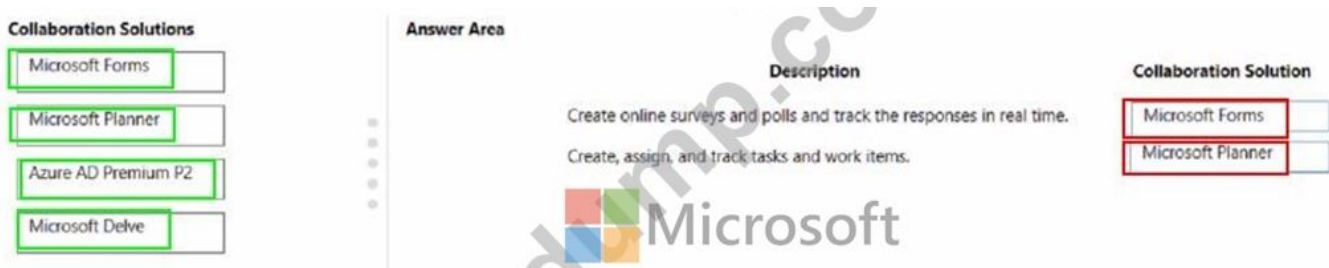 Collaboration Solutions
Microsoft Forms
Microsoft Planner
Azure AD Premium P2
Microsoft Delve
Answer Area
Description
Collaboration Solution
Create online surveys and polls and track the responses in real time.
Microsoft Forms
Create, assign, and track tasks and work items.
Microsoft Planner
Microsoft